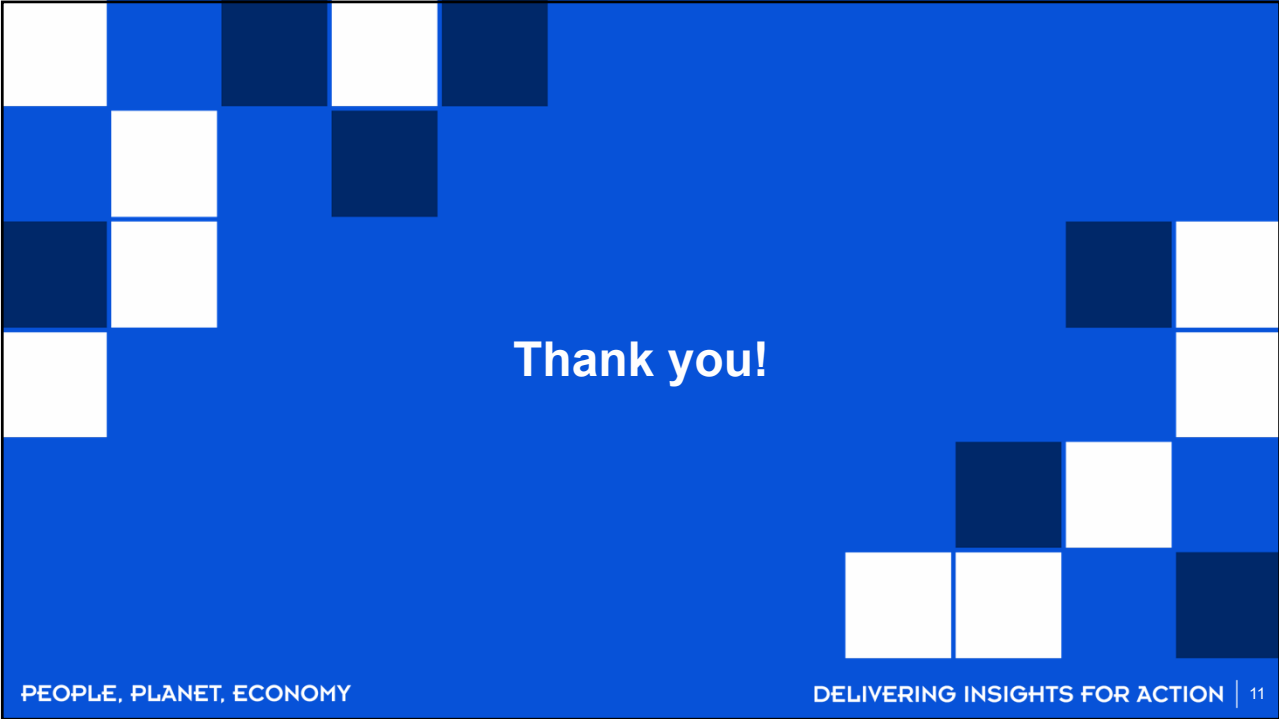 Thank you!
PEOPLE, PLANET, ECONOMY
DELIVERING INSIGHTS FOR ACTION | 11